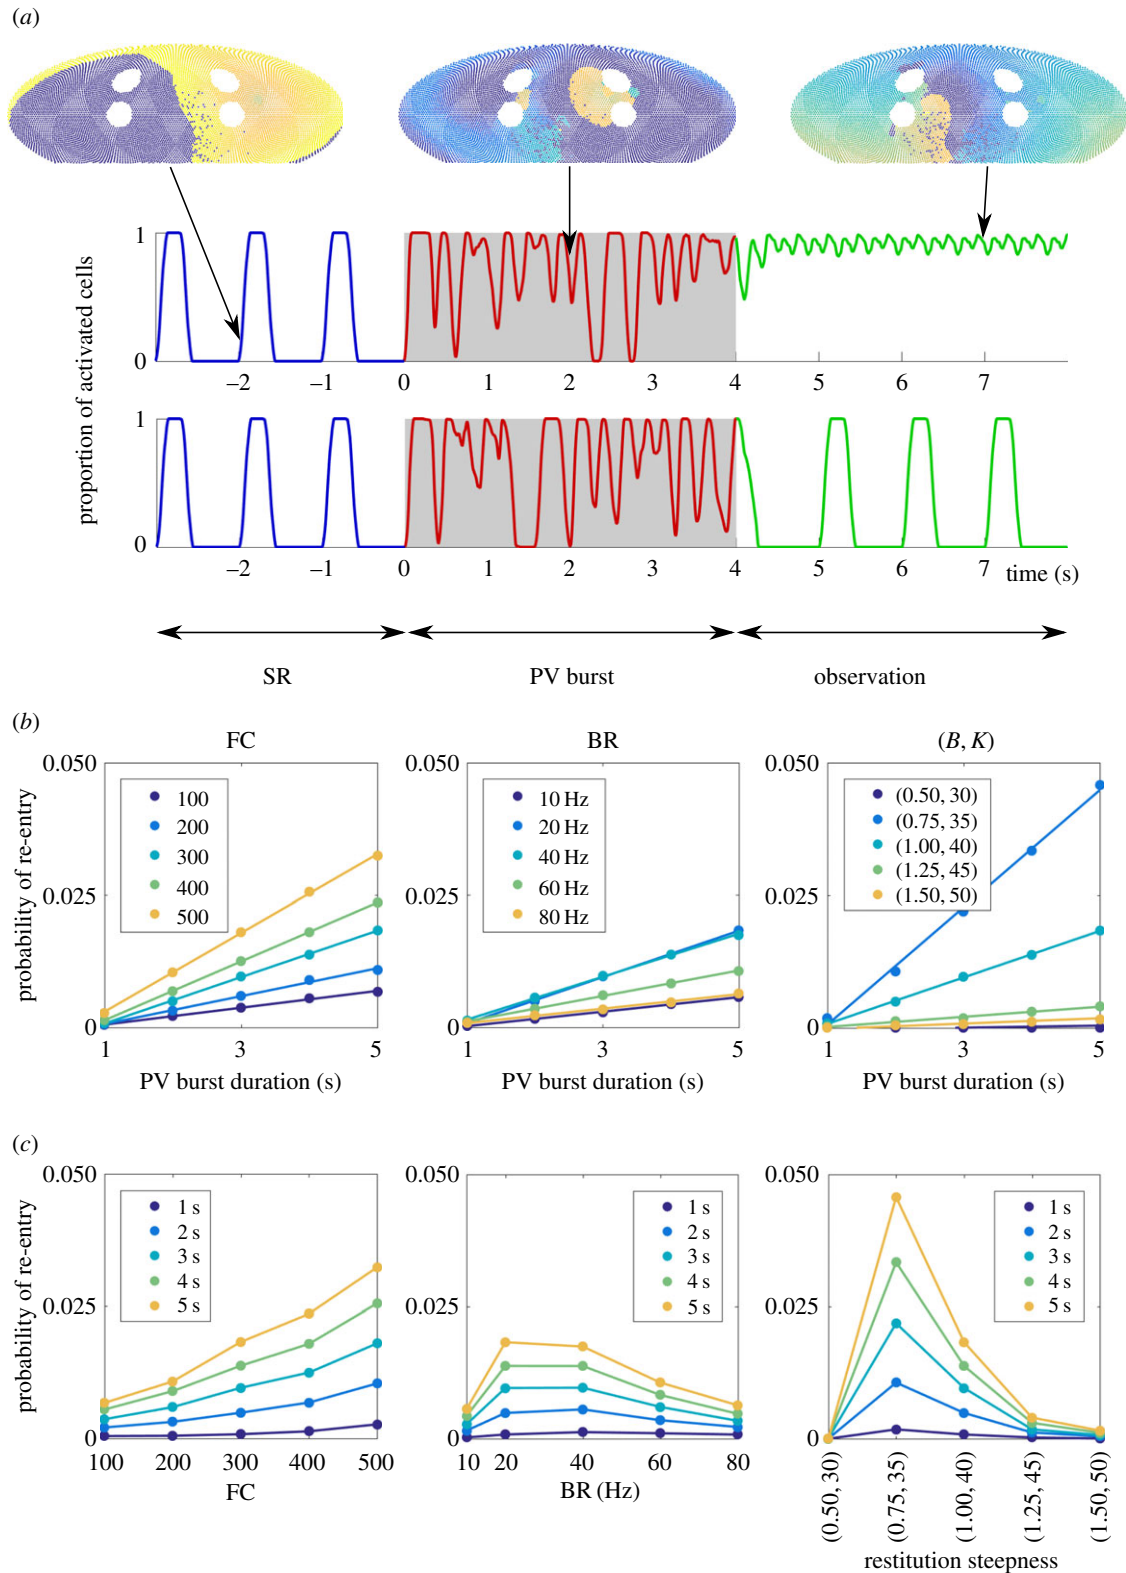 (a)
1
0
proportion of activated cells
–2 –1 0 1 2 3 4 5 6 7
1
0
–2 –1 0 1 2 3 4 5 6 7 time (s)
SR PV burst observation
(b)
FC BR (B, K)
probability of re-entry
0.050
0.025
0
100
200
300
400
500
1 3 5
PV burst duration (s)
0.050
0.025
0
10 Hz
20 Hz
40 Hz
60 Hz
80 Hz
1 3 5
PV burst duration (s)
0.050
0.025
0
(0.50, 30)
(0.75, 35)
(1.00, 40)
(1.25, 45)
(1.50, 50)
1 3 5
PV burst duration (s)
(c)
probability of re-entry
0.050
0.025
0
1 s
2 s
3 s
4 s
5 s
100 200 300 400 500
FC
0.050
0.025
0
1 s
2 s
3 s
4 s
5 s
10 20 40 60 80
BR (Hz)
0.050
0.025
0
1 s
2 s
3 s
4 s
5 s
(0.50, 30)
(0.75, 35)
(1.00, 40)
(1.25, 45)
(1.50, 50)
restitution steepness